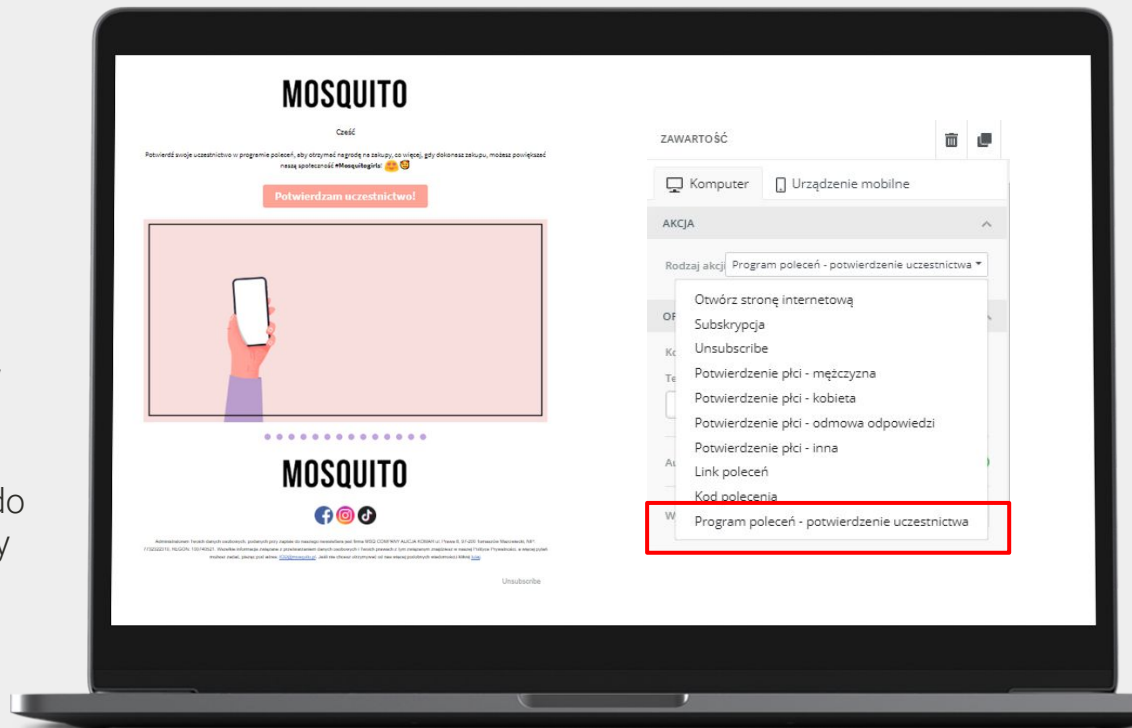 do
y
MOSQUITO
Cześć
Potwierdź swoje uczestnictwo w programie poleceń, aby otrzymać nagrodę na zakupy, co więcej, gdy dokonasz zakupu, możesz powiększać
naszą społeczność #Mosquitogirls!
Potwierdzam uczestnictwo!
MOSQUITO
Unsubscribe
ZAWARTOŚĆ
Komputer
Urządzenie mobilne
AKCJA
Rodzaj akcji Program poleceń - potwierdzenie uczestnictwa
Otwórz stronę internetową
Subskrypcja
Unsubscribe
Potwierdzenie płci - mężczyzna
Potwierdzenie płci - kobieta
Potwierdzenie płci - odmowa odpowiedzi
Potwierdzenie płci - inna
Link poleceń
Kod polecenia
Program poleceń - potwierdzenie uczestnictwa